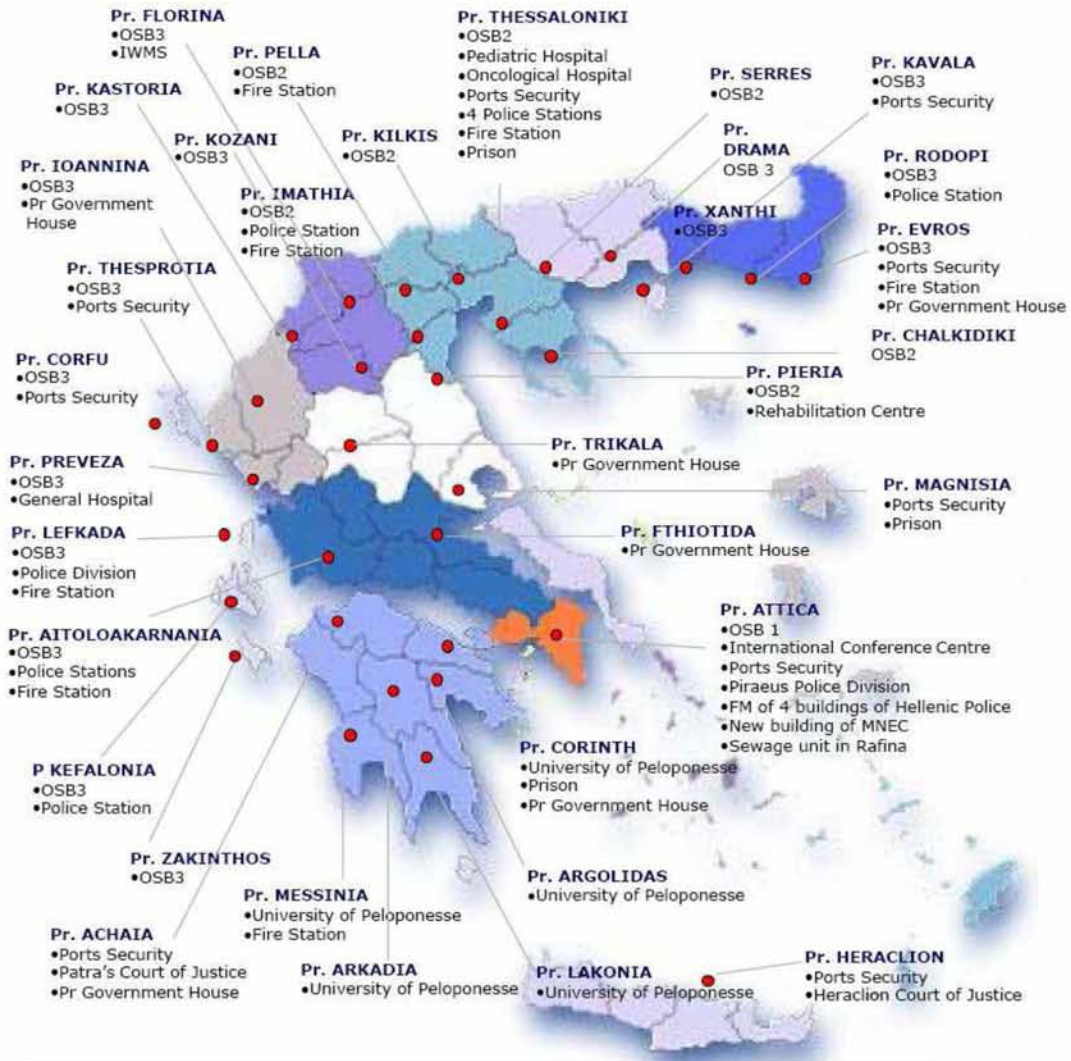 Pr. FLORINA
•OSB3
•IWMS
Pr. PELLA
•OSB2
•Fire Station
Pr. THESSALONIKI
•OSB2
•Pediatric Hospital
•Oncological Hospital
•Ports Security
•4 Police Stations
•Fire Station
•Prison
Pr. SERRES
•OSB2
Pr. KAVALA
•OSB3
•Ports Security
Pr. KASTORIA
•OSB3
Pr. KOZANI
•OSB3
Pr. KILKIS
•OSB2
Pr.
DRAMA
OSB 3
Pr. RODOPI
•OSB3
•Police Station
Pr. IOANNINA
•OSB3
•Pr Government
House
Pr. IMATHIA
•OSB2
•Police Station
•Fire Station
Pr. XANTHI
•OSB3
Pr. EVROS
•OSB3
•Ports Security
•Fire Station
•Pr Government House
Pr. THESPROTIA
•OSB3
•Ports Security
Pr. CHALKIDIKI
OSB2
Pr. CORFU
•OSB3
•Ports Security
Pr. PIERIA
•OSB2
•Rehabilitation Centre
Pr. TRIKALA
•Pr Government House
Pr. PREVEZA
•OSB3
•General Hospital
Pr. MAGNISIA
•Ports Security
•Prison
Pr. LEFKADA
•OSB3
•Police Division
•Fire Station
Pr. FTHIOTIDA
•Pr Government House
Pr. AITOLOAKARNANIA
•OSB3
•Police Stations
•Fire Station
Pr. ATTICA
•OSB 1
•International Conference Centre
•Ports Security
•Piraeus Police Division
•FM of 4 buildings of Hellenic Police
•New building of MNEC
•Sewage unit in Rafina
Pr. CORINTH
•University of Peloponesse
•Prison
•Pr Government House
P KEFALONIA
•OSB3
•Police Station
Pr. ZAKINTHOS
•OSB3
Pr. ARGOLIDAS
•University of Peloponesse
Pr. MESSINIA
•University of Peloponesse
•Fire Station
Pr. ACHAIA
•Ports Security
•Patra's Court of Justice
•Pr Government House
Pr. ARKADIA
•University of Peloponesse
Pr. LAKONIA
•University of Peloponesse
Pr. HERACLION
•Ports Security
•Heraclion Court of Justice